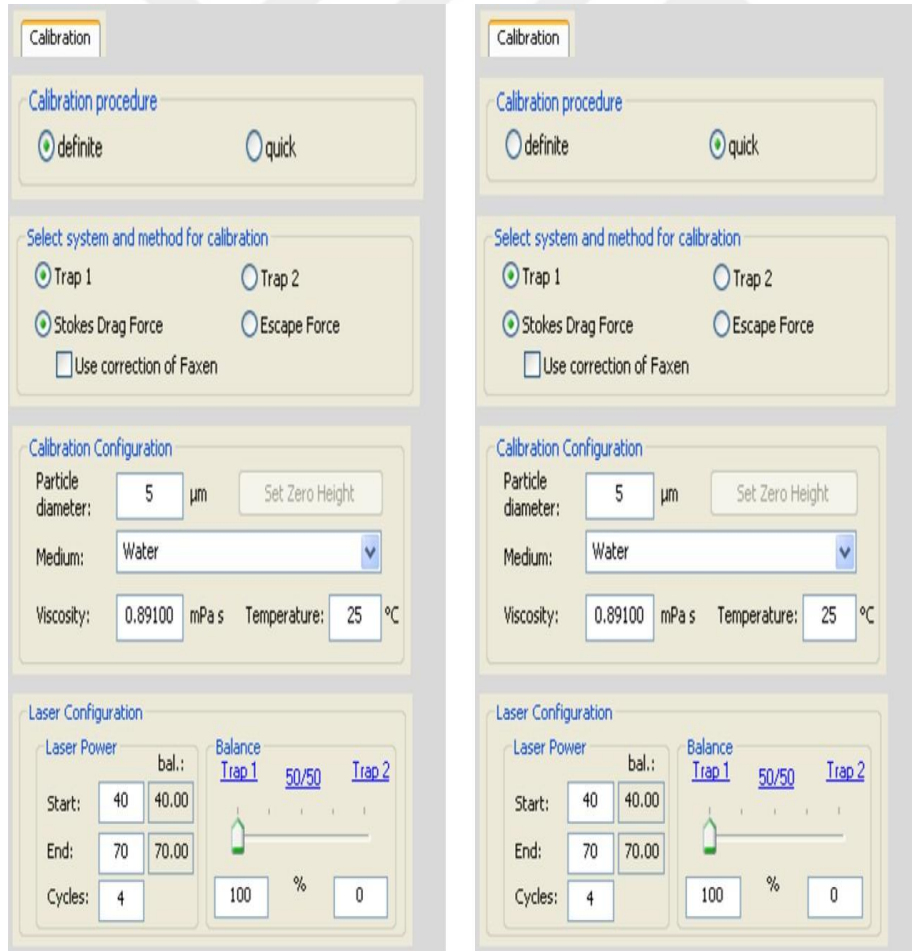 Calibration
Calibration procedure
definite quick
Select system and method for calibration
Trap 1 Trap 2
Stokes Drag Force Escape Force
Use correction of Faxen
Calibration Configuration
Particle
diameter: 5 µm Set Zero Height
Medium: Water
Viscosity: 0.89100 mPa s Temperature: 25 °C
Laser Configuration
Laser Power Balance
bal.: Trap 1 50/50 Trap 2
Start: 40 40.00
End: 70 70.00
Cycles: 4 100 % 0
Calibration
Calibration procedure
definite quick
Select system and method for calibration
Trap 1 Trap 2
Stokes Drag Force Escape Force
Use correction of Faxen
Calibration Configuration
Particle
diameter: 5 µm Set Zero Height
Medium: Water
Viscosity: 0.89100 mPa s Temperature: 25 °C
Laser Configuration
Laser Power Balance
bal.: Trap 1 50/50 Trap 2
Start: 40 40.00
End: 70 70.00
Cycles: 4 100 % 0